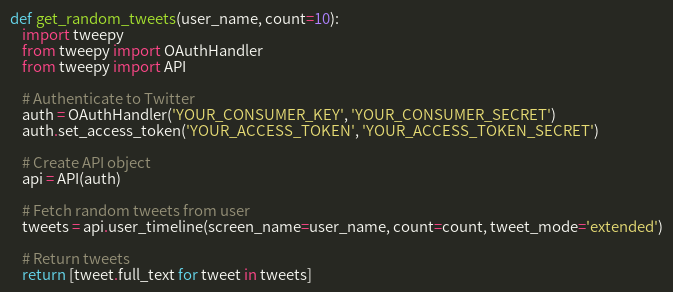 def get_random_tweets(user_name, count=10):
    import tweepy
    from tweepy import OAuthHandler
    from tweepy import API
    # Authenticate to Twitter
    auth = OAuthHandler('YOUR_CONSUMER_KEY', 'YOUR_CONSUMER_SECRET')
    auth.set_access_token('YOUR_ACCESS_TOKEN', 'YOUR_ACCESS_TOKEN_SECRET')
    # Create API object
    api = API(auth)
    # Fetch random tweets from user
    tweets = api.user_timeline(screen_name=user_name, count=count, tweet_mode='extended')
    # Return tweets
    return [tweet.full_text for tweet in tweets]